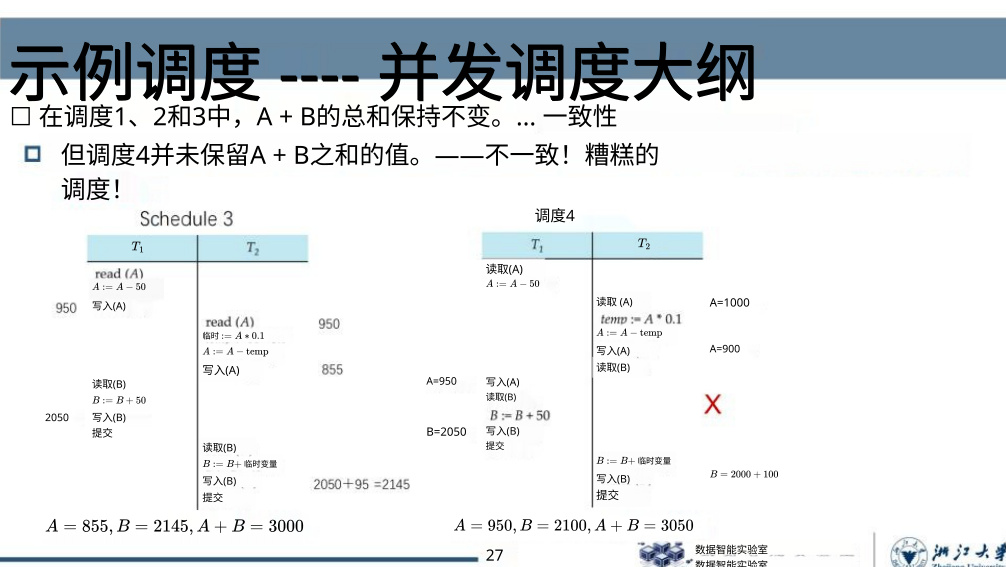 示例调度 ---- 并发调度大纲
□ 在调度1、2和3中，A + B的总和保持不变。... 一致性
但调度4并未保留A + B之和的值。——不一致！糟糕的
调度！
Schedule 3
T₁ T₂
read (A)
A := A − 50
950 写入(A)
read (A) 950
临时 := A ∗ 0.1
A := A − temp
写入(A) 855
读取(B)
B := B + 50
2050 写入(B)
提交
读取(B)
B := B+ 临时变量
写入(B) 2050＋95 =2145
提交
A = 855, B = 2145, A + B = 3000
调度4
T₁ T₂
读取(A)
A := A − 50
读取 (A) A=1000
temp := A * 0.1
A := A − temp
写入(A) A=900
读取(B)
A=950 写入(A)
读取(B)
B := B + 50
X
B=2050 写入(B)
提交
B := B+ 临时变量
写入(B) B = 2000 + 100
提交
A = 950, B = 2100, A + B = 3050
27
数据智能实验室
数据智能实验室
浙江大学
Zhejiang University